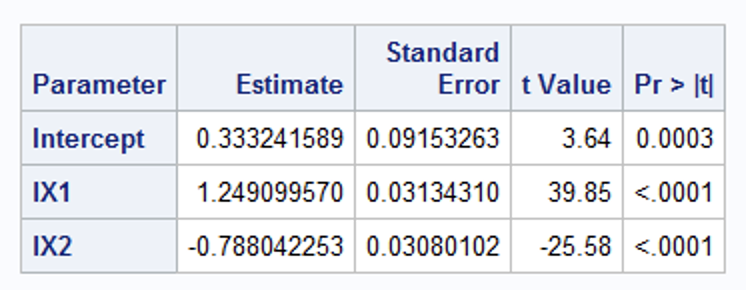 Parameter Estimate Standard Error t Value Pr > |t|
Intercept 0.333241589 0.09153263 3.64 0.0003
IX1 1.249099570 0.03134310 39.85 <.0001
IX2 -0.788042253 0.03080102 -25.58 <.0001